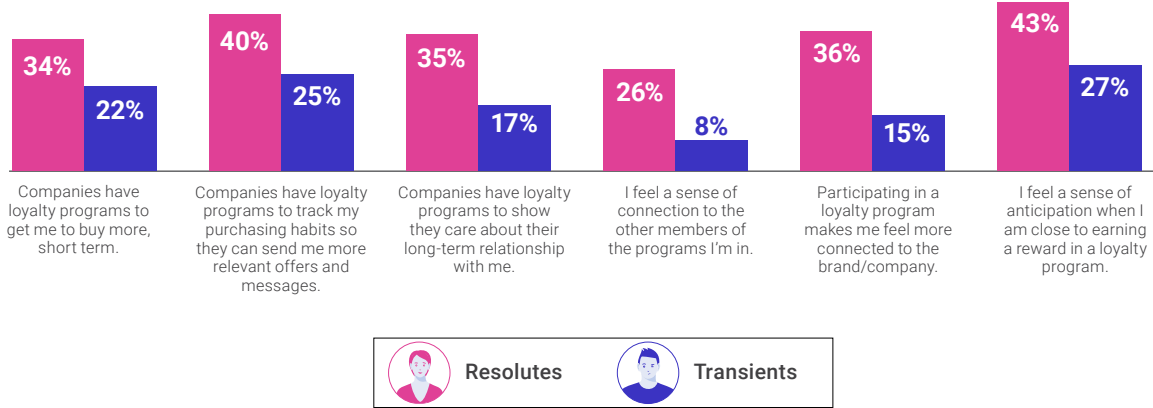 34%
22%
40%
25%
35%
17%
26%
8%
36%
15%
43%
27%
Companies have
loyalty programs to
get me to buy more,
short term.
Companies have loyalty
programs to track my
purchasing habits so
they can send me more
relevant offers and
messages.
Companies have loyalty
programs to show
they care about their
long-term relationship
with me.
I feel a sense of
connection to the
other members of
the programs I'm in.
Participating in a
loyalty program
makes me feel more
connected to the
brand/company.
I feel a sense of
anticipation when I
am close to earning
a reward in a loyalty
program.
Resolutes
Transients